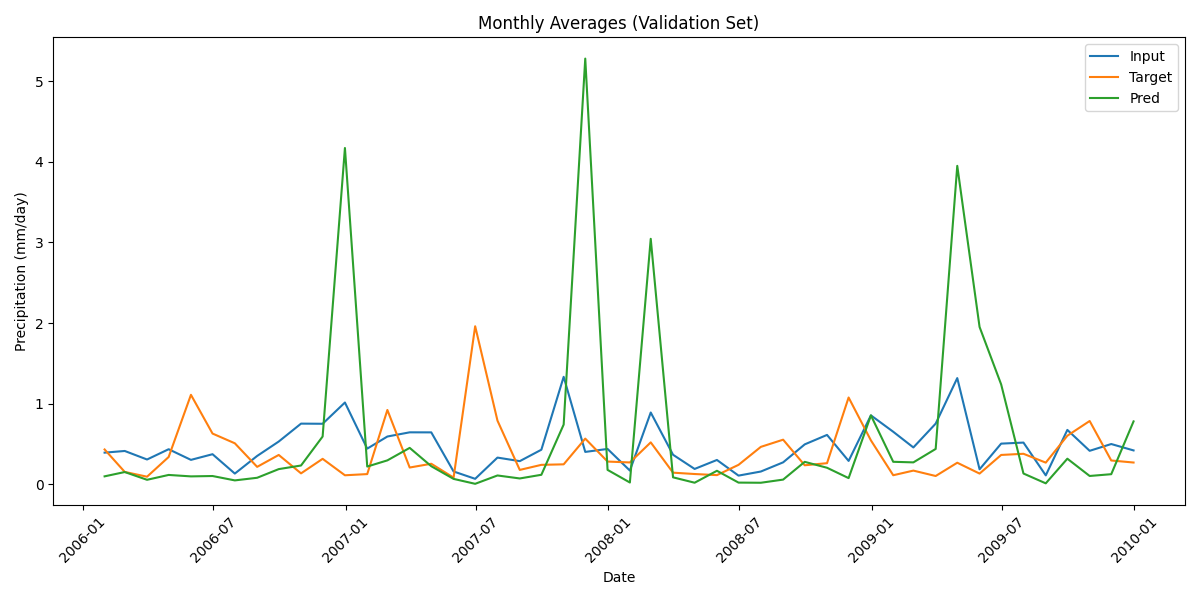 Monthly Averages (Validation Set)
Input
Target
Pred
Precipitation (mm/day)
5
4
3
2
1
0
2006-01
2006-07
2007-01
2007-07
2008-01
2008-07
2009-01
2009-07
2010-01
Date